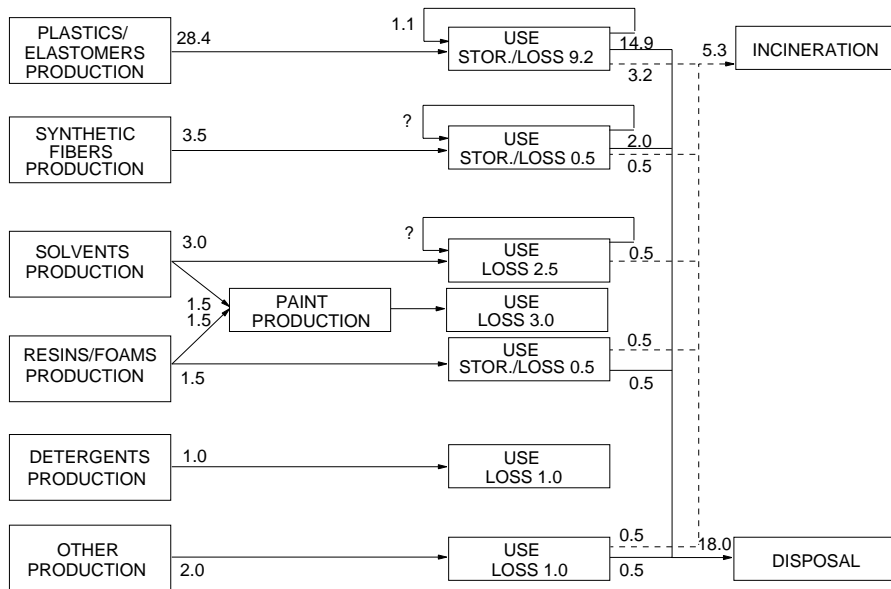 PLASTICS/
ELASTOMERS
PRODUCTION
28.4
1.1
USE
STOR./LOSS 9.2
14.9
3.2
5.3
INCINERATION
SYNTHETIC
FIBERS
PRODUCTION
3.5
?
USE
STOR./LOSS 0.5
2.0
0.5
SOLVENTS
PRODUCTION
3.0
?
USE
LOSS 2.5
0.5
1.5
1.5
PAINT
PRODUCTION
USE
LOSS 3.0
RESINS/FOAMS
PRODUCTION
1.5
USE
STOR./LOSS 0.5
0.5
0.5
DETERGENTS
PRODUCTION
1.0
USE
LOSS 1.0
OTHER
PRODUCTION
2.0
USE
LOSS 1.0
0.5
0.5
18.0
DISPOSAL